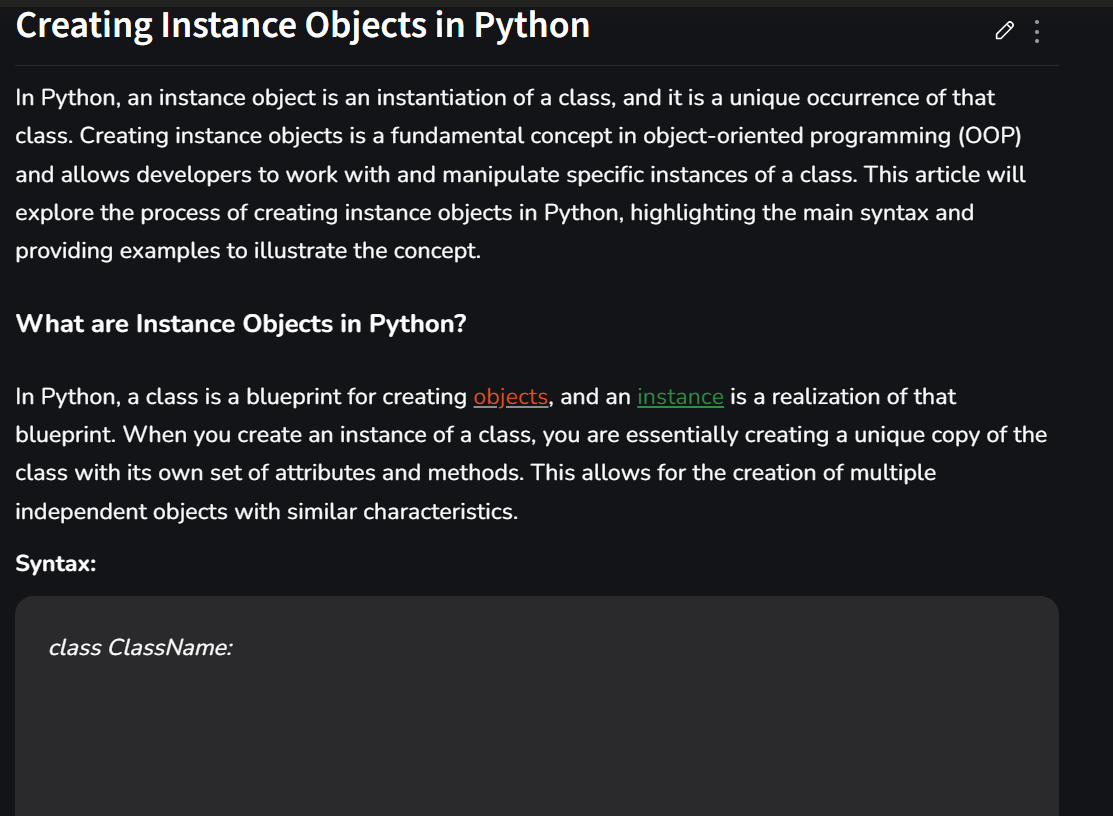 Creating Instance Objects in Python
In Python, an instance object is an instantiation of a class, and it is a unique occurrence of that
class. Creating instance objects is a fundamental concept in object-oriented programming (OOP)
and allows developers to work with and manipulate specific instances of a class. This article will
explore the process of creating instance objects in Python, highlighting the main syntax and
providing examples to illustrate the concept.
What are Instance Objects in Python?
In Python, a class is a blueprint for creating objects, and an instance is a realization of that
blueprint. When you create an instance of a class, you are essentially creating a unique copy of the
class with its own set of attributes and methods. This allows for the creation of multiple
independent objects with similar characteristics.
Syntax:
class ClassName: